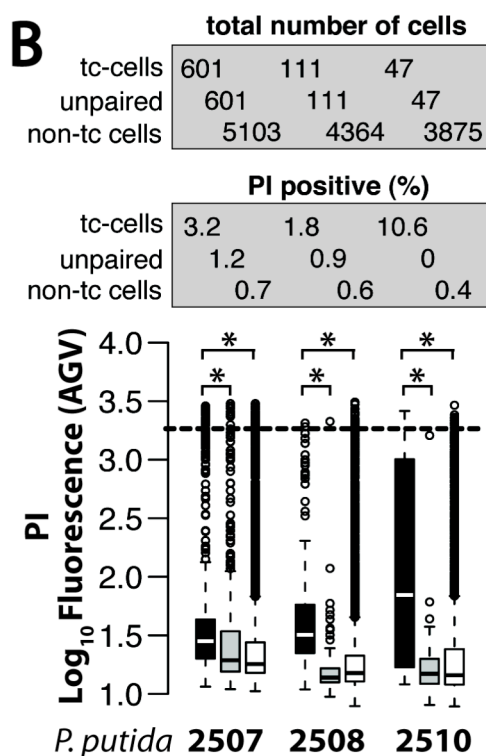 B
total number of cells
tc-cells 601 111 47
unpaired 601 111 47
non-tc cells 5103 4364 3875
PI positive (%)
tc-cells 3.2 1.8 10.6
unpaired 1.2 0.9 0
non-tc cells 0.7 0.6 0.4
PI
Log10 Fluorescence (AGV)
4.0
3.5
3.0
2.5
2.0
1.5
1.0
* * * * * *
P. putida 2507 2508 2510